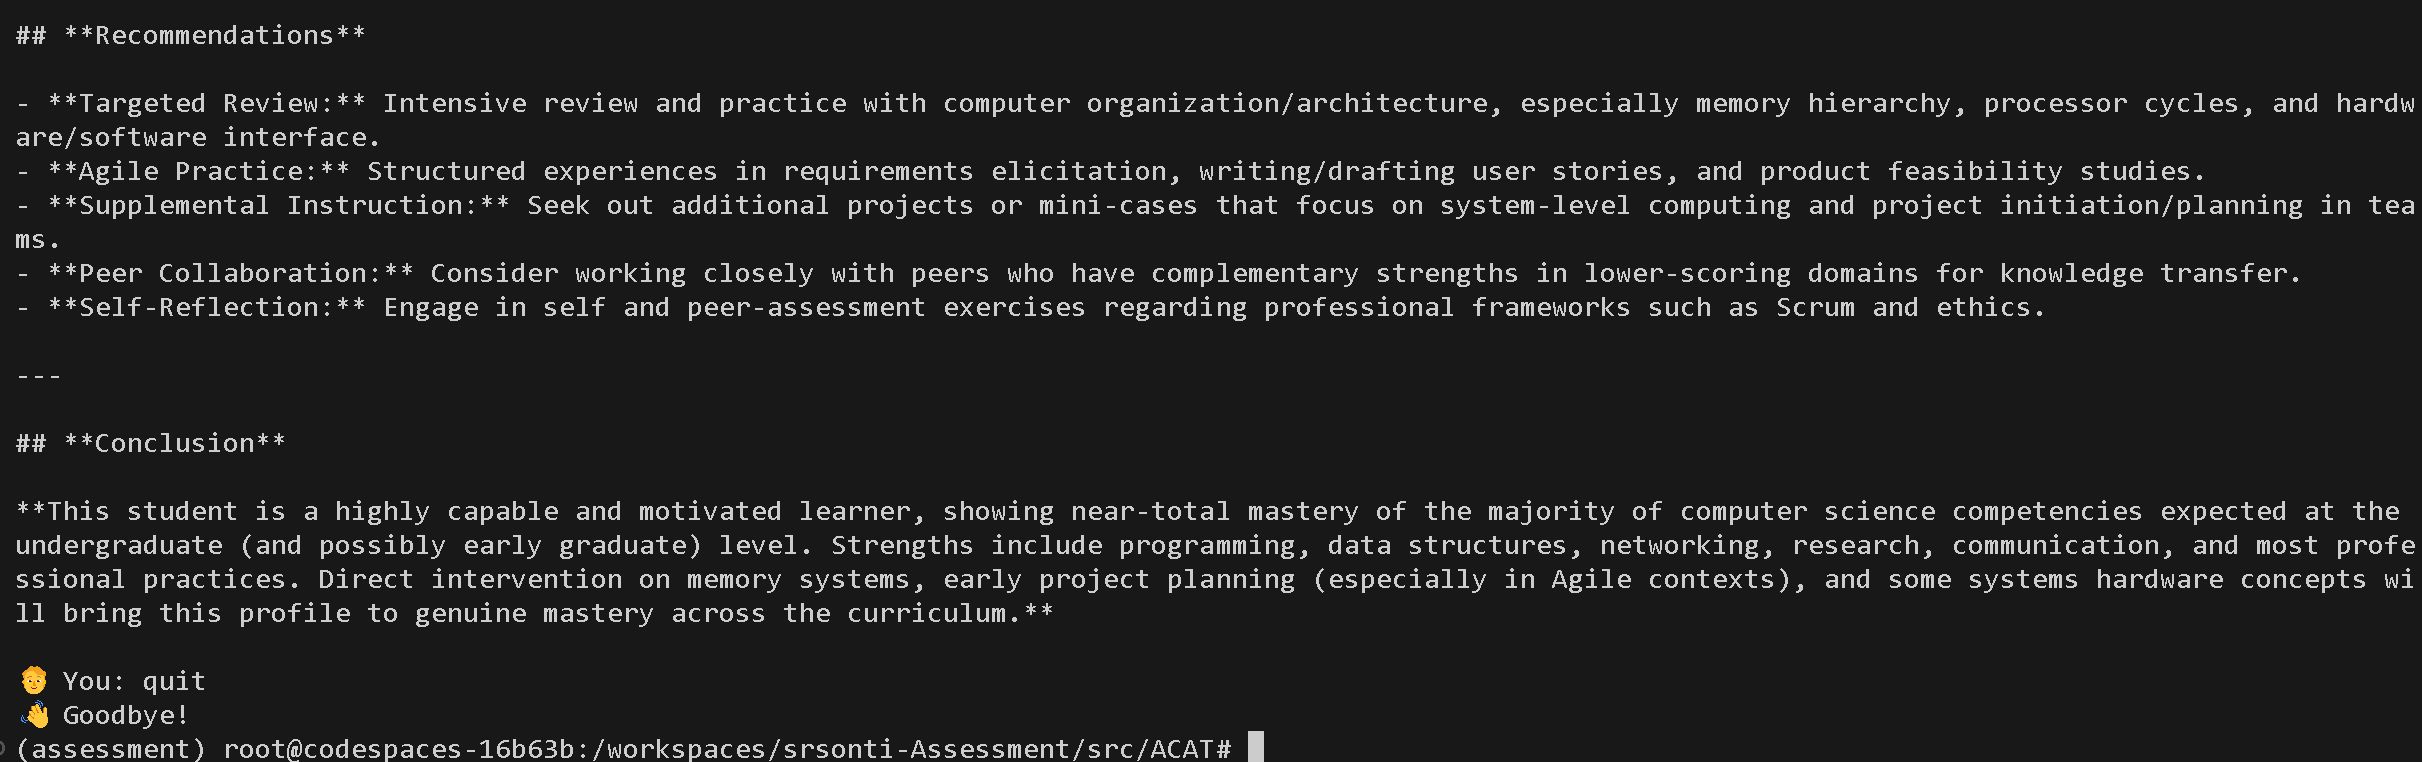 ## **Recommendations**
- **Targeted Review:** Intensive review and practice with computer organization/architecture, especially memory hierarchy, processor cycles, and hardw
are/software interface.
- **Agile Practice:** Structured experiences in requirements elicitation, writing/drafting user stories, and product feasibility studies.
- **Supplemental Instruction:** Seek out additional projects or mini-cases that focus on system-level computing and project initiation/planning in tea
ms.
- **Peer Collaboration:** Consider working closely with peers who have complementary strengths in lower-scoring domains for knowledge transfer.
- **Self-Reflection:** Engage in self and peer-assessment exercises regarding professional frameworks such as Scrum and ethics.
---
## **Conclusion**
**This student is a highly capable and motivated learner, showing near-total mastery of the majority of computer science competencies expected at the
undergraduate (and possibly early graduate) level. Strengths include programming, data structures, networking, research, communication, and most profe
ssional practices. Direct intervention on memory systems, early project planning (especially in Agile contexts), and some systems hardware concepts wi
ll bring this profile to genuine mastery across the curriculum.**
You: quit
Goodbye!
(assessment) root@codespaces-16b63b:/workspaces/srsonti-Assessment/src/ACAT#